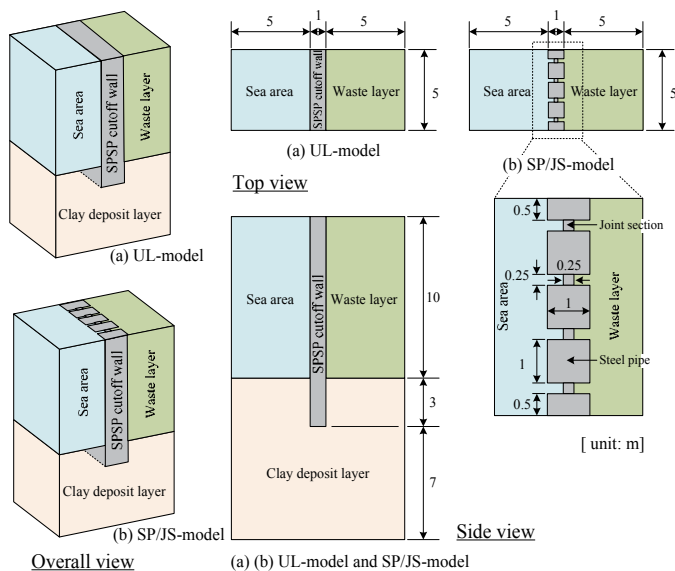 Sea area
SPSP cutoff wall
Waste layer
Clay deposit layer
(a) UL-model
Sea area
SPSP cutoff wall
Waste layer
Clay deposit layer
(b) SP/JS-model
Overall view
5
1
5
Sea area
SPSP cutoff wall
Waste layer
5
(a) UL-model
Top view
5
1
5
Sea area
Waste layer
5
(b) SP/JS-model
Sea area
SPSP cutoff wall
Waste layer
10
3
Clay deposit layer
7
(a) (b) UL-model and SP/JS-model
0.5
Joint section
0.25
0.25
Sea area
1
Waste layer
1
Steel pipe
0.5
[ unit: m]
Side view